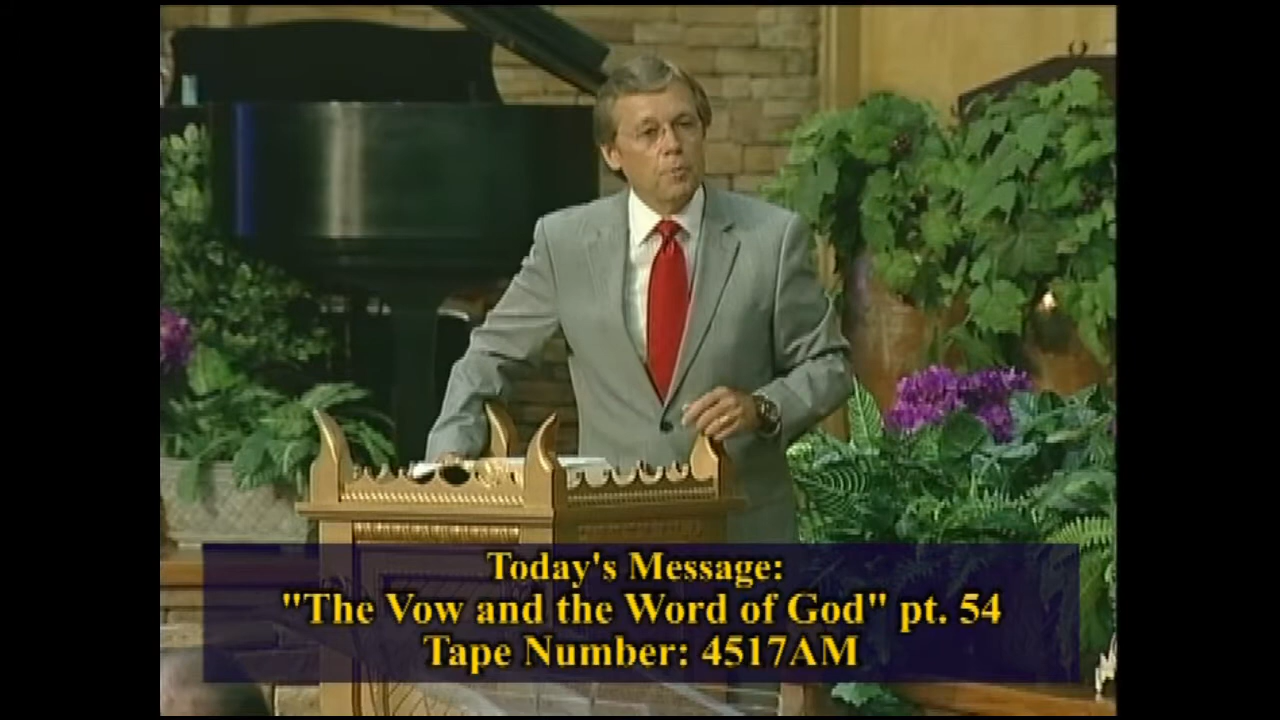 Today's Message:
"The Vow and the Word of God" pt. 54
Tape Number: 4517AM